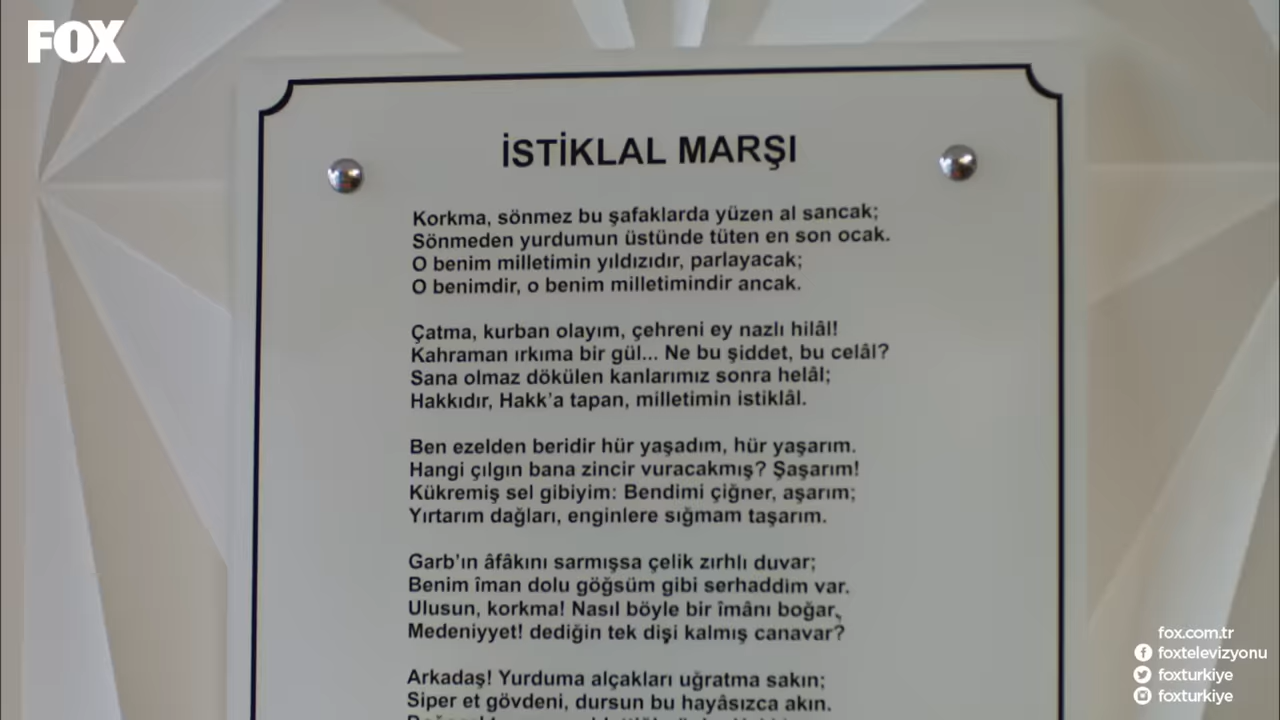 FOX
İSTİKLAL MARŞI
Korkma, sönmez bu şafaklarda yüzen al sancak;
Sönmeden yurdumun üstünde tüten en son ocak.
O benim milletimin yıldızıdır, parlayacak;
O benimdir, o benim milletimindir ancak.
Çatma, kurban olayım, çehreni ey nazlı hilâl!
Kahraman ırkıma bir gül... Ne bu şiddet, bu celâl?
Sana olmaz dökülen kanlarımız sonra helâl;
Hakkıdır, Hakk'a tapan, milletimin istiklâl.
Ben ezelden beridir hür yaşadım, hür yaşarım.
Hangi çılgın bana zincir vuracakmış? Şaşarım!
Kükremiş sel gibiyim: Bendimi çiğner, aşarım;
Yırtarım dağları, enginlere sığmam taşarım.
Garb'ın âfâkını sarmışsa çelik zırhlı duvar;
Benim îman dolu göğsüm gibi serhaddim var.
Ulusun, korkma! Nasıl böyle bir îmânı boğar,
Medeniyyet! dediğin tek dişi kalmış canavar?
Arkadaş! Yurduma alçakları uğratma sakın;
Siper et gövdeni, dursun bu hayâsızca akın.
fox.com.tr
foxtelevizyonu
foxturkiye
foxturkiye